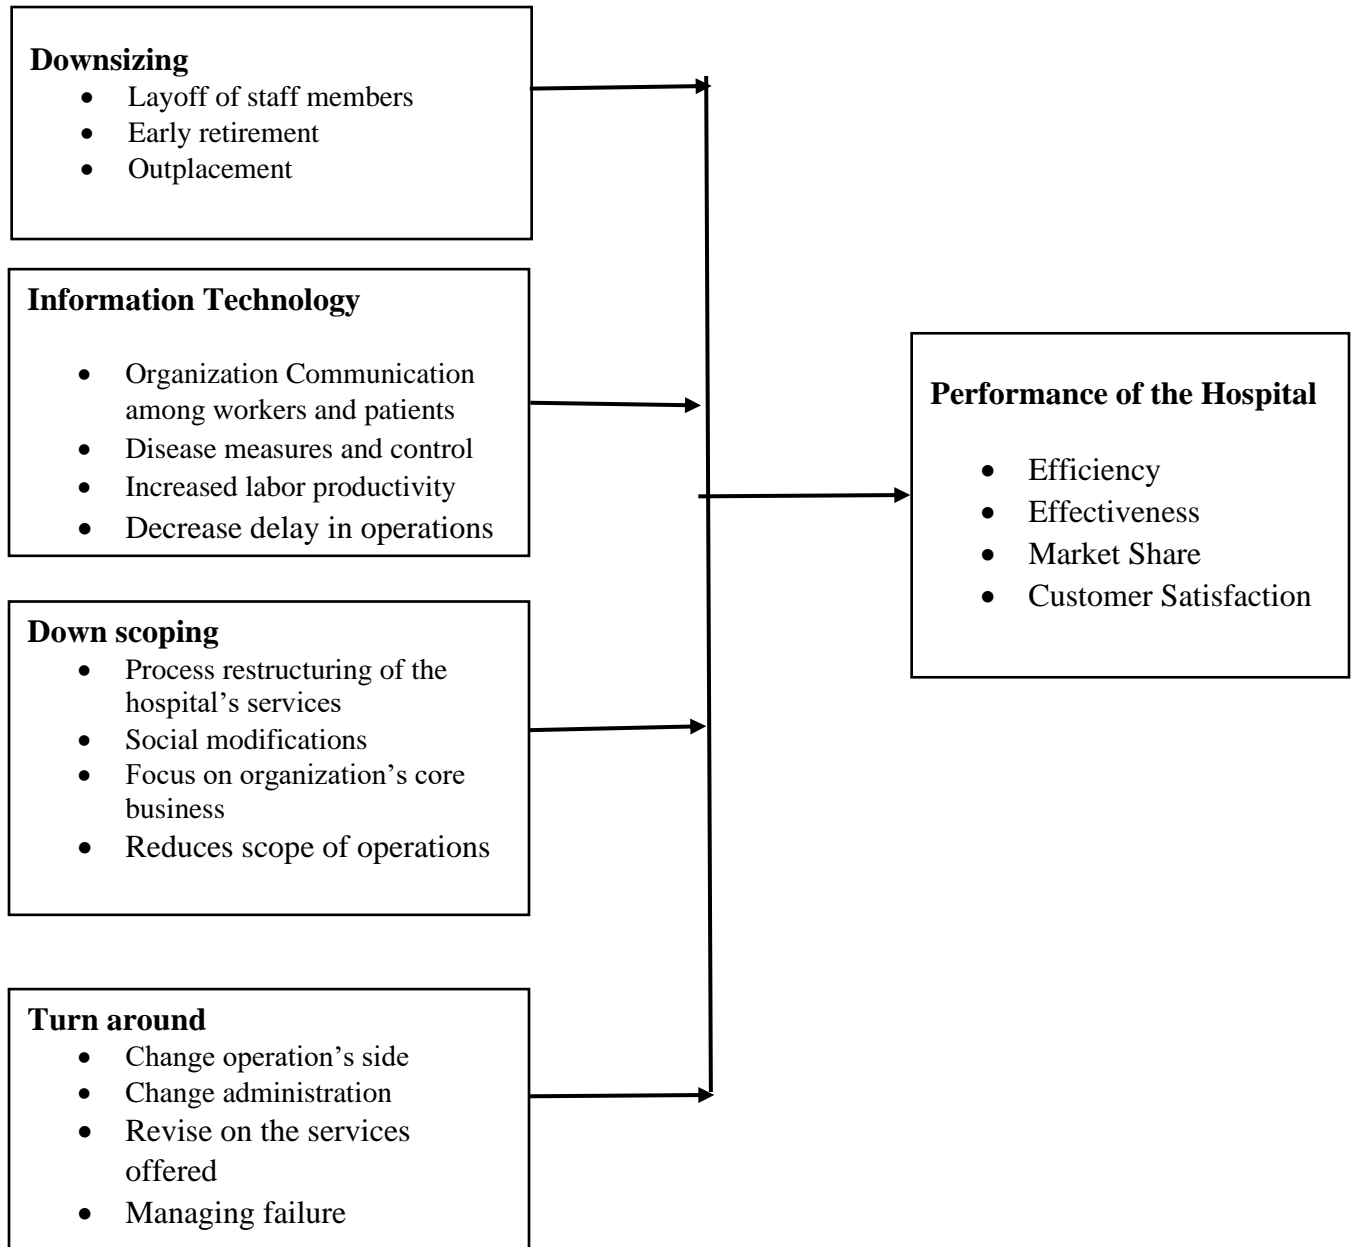 Downsizing
• Layoff of staff members
• Early retirement
• Outplacement
Information Technology
• Organization Communication
among workers and patients
• Disease measures and control
• Increased labor productivity
• Decrease delay in operations
Down scoping
• Process restructuring of the
hospital’s services
• Social modifications
• Focus on organization’s core
business
• Reduces scope of operations
Turn around
• Change operation’s side
• Change administration
• Revise on the services
offered
• Managing failure
Performance of the Hospital
• Efficiency
• Effectiveness
• Market Share
• Customer Satisfaction